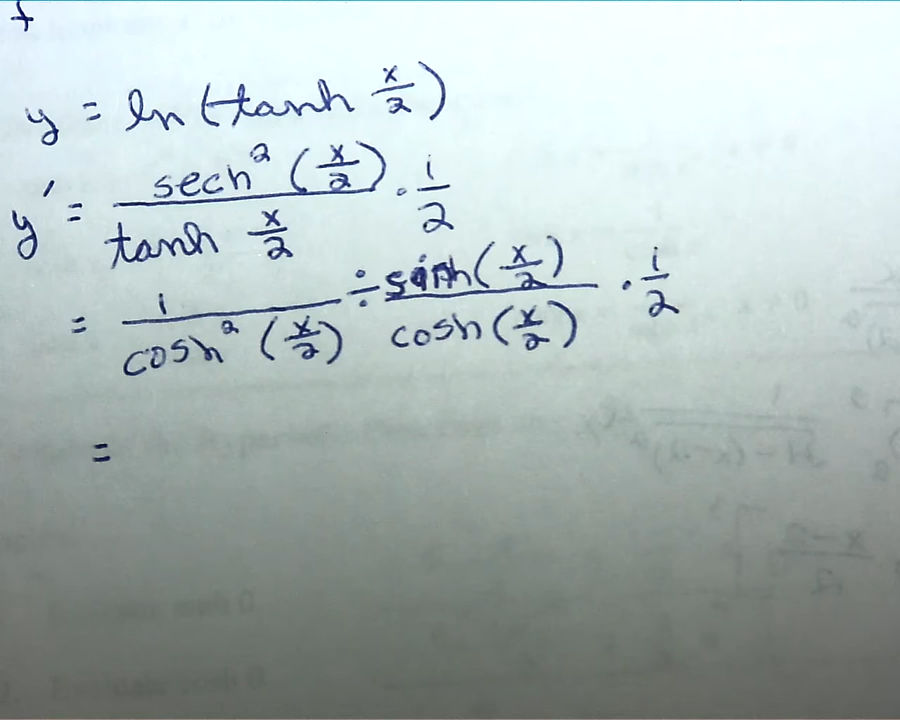 y = ln (tanh x/2)
y' = sech² (x/2) / tanh x/2 · 1/2
= 1 / cosh² (x/2) ÷ sinh (x/2) / cosh (x/2) · 1/2
=